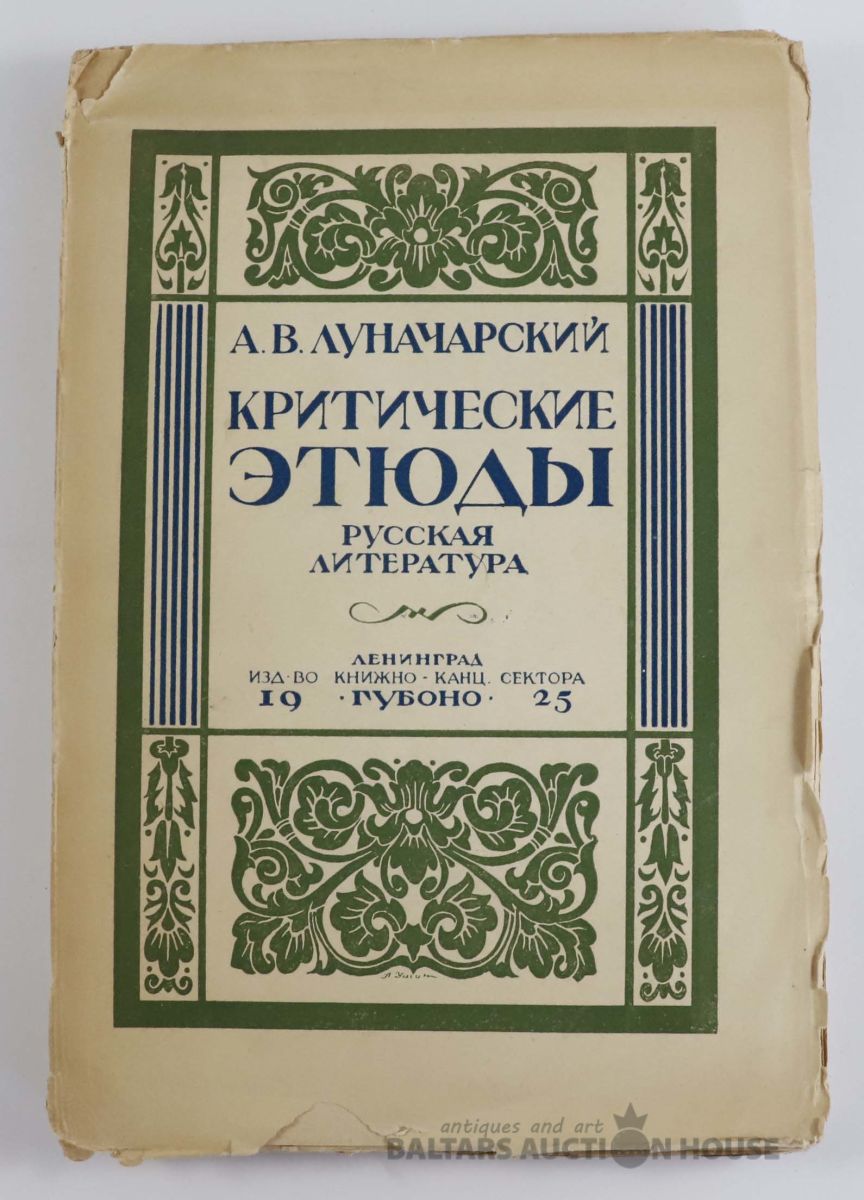 А. В. ЛУНАЧАРСКИЙ
КРИТИЧЕСКИЕ
ЭТЮДЫ
РУССКАЯ
ЛИТЕРАТУРА
ЛЕНИНГРАД
ИЗД-ВО КНИЖНО-КАНЦ. СЕКТОРА
19 · ГУБОНО · 25
antiques and art
BALTARS AUCTION HOUSE